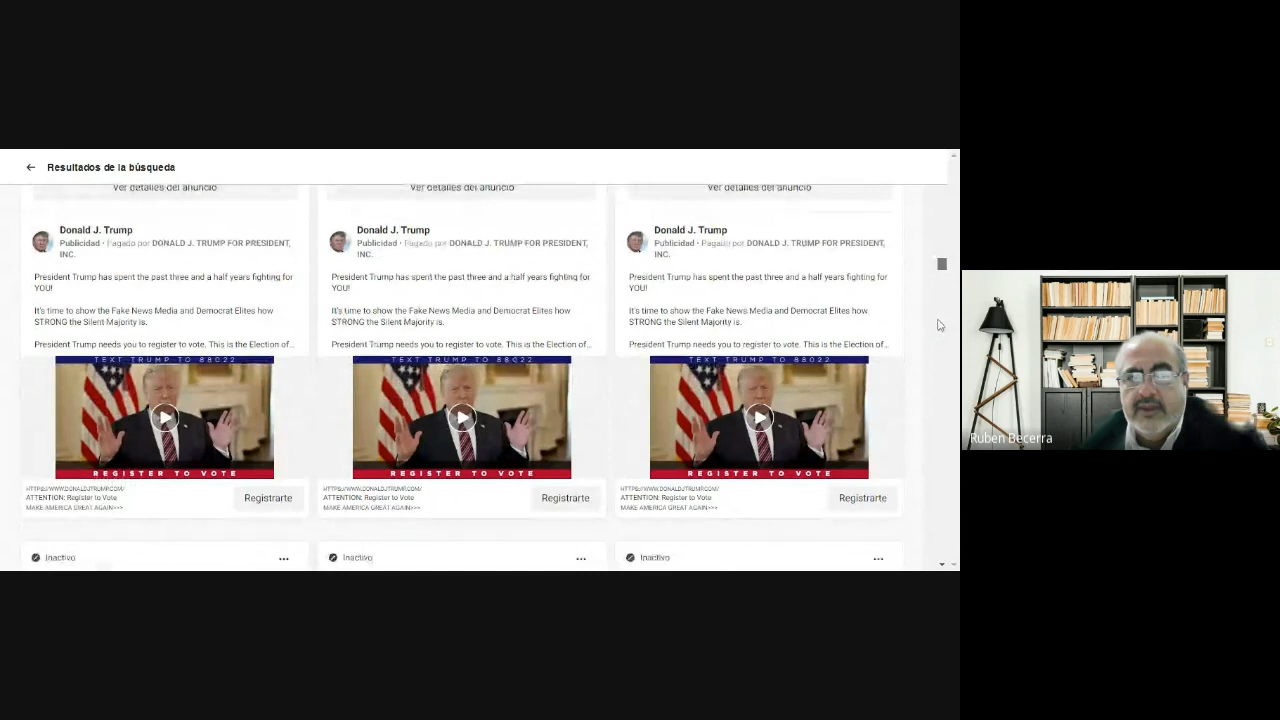 Resultados de la búsqueda
Ver detalles del anuncio
Ver detalles del anuncio
Ver detalles del anuncio
Donald J. Trump
Publicidad • Pagado por DONALD J. TRUMP FOR PRESIDENT,
INC.
President Trump has spent the past three and a half years fighting for
YOU!
It's time to show the Fake News Media and Democrat Elites how
STRONG the Silent Majority is.
President Trump needs you to register to vote. This is the Election of...
TEXT TRUMP TO 88022
REGISTER TO VOTE
HTTPS://WWW.DONALDJTRUMP.COM/
ATTENTION: Register to Vote
MAKE AMERICA GREAT AGAIN>>>
Registrarte
Donald J. Trump
Publicidad • Pagado por DONALD J. TRUMP FOR PRESIDENT,
INC.
President Trump has spent the past three and a half years fighting for
YOU!
It's time to show the Fake News Media and Democrat Elites how
STRONG the Silent Majority is.
President Trump needs you to register to vote. This is the Election of...
TEXT TRUMP TO 88022
REGISTER TO VOTE
HTTPS://WWW.DONALDJTRUMP.COM/
ATTENTION: Register to Vote
MAKE AMERICA GREAT AGAIN>>>
Registrarte
Donald J. Trump
Publicidad • Pagado por DONALD J. TRUMP FOR PRESIDENT,
INC.
President Trump has spent the past three and a half years fighting for
YOU!
It's time to show the Fake News Media and Democrat Elites how
STRONG the Silent Majority is.
President Trump needs you to register to vote. This is the Election of...
TEXT TRUMP TO 88022
REGISTER TO VOTE
HTTPS://WWW.DONALDJTRUMP.COM/
ATTENTION: Register to Vote
MAKE AMERICA GREAT AGAIN>>>
Registrarte
Inactivo
Inactivo
Inactivo
Ruben Becerra